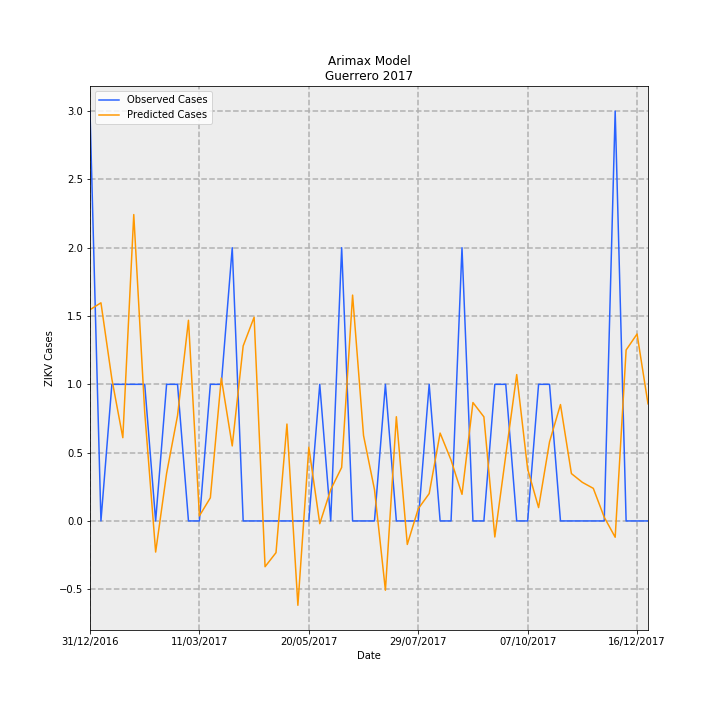 Arimax Model
Guerrero 2017
Observed Cases
Predicted Cases
3.0
2.5
2.0
1.5
1.0
0.5
0.0
−0.5
ZIKV Cases
31/12/2016 11/03/2017 20/05/2017 29/07/2017 07/10/2017 16/12/2017
Date